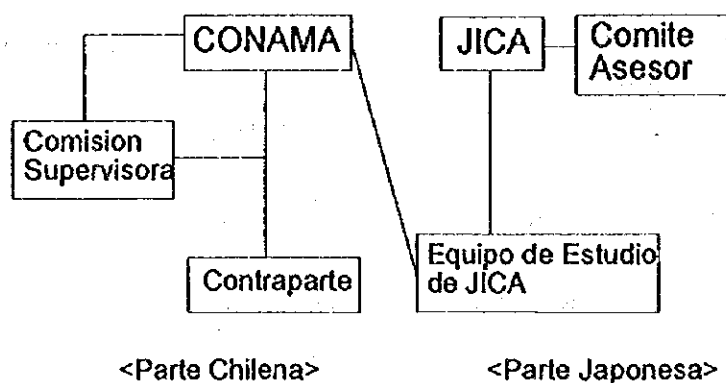 CONAMA
JICA
Comite
Asesor
Comision
Supervisora
Contraparte
Equipo de Estudio
de JICA
<Parte Chilena>
<Parte Japonesa>